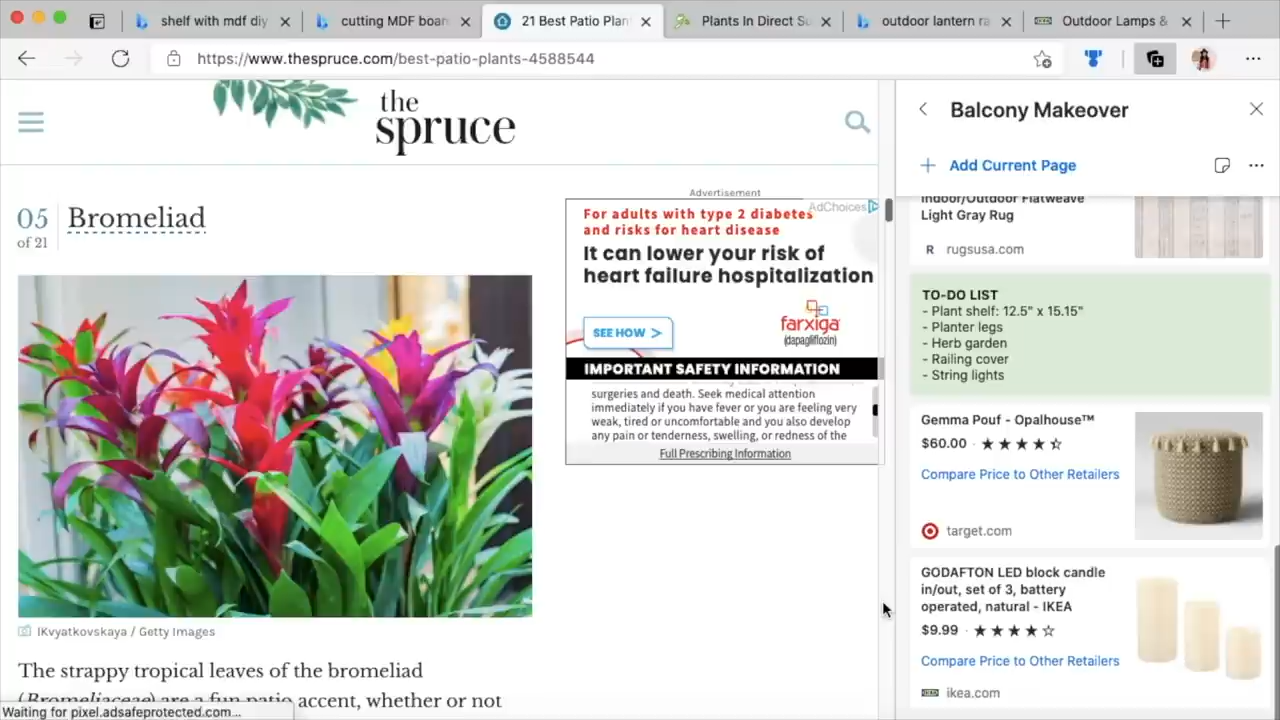 shelf with mdf diy
cutting MDF boar
21 Best Patio Plan
Plants In Direct Su
outdoor lantern ra
Outdoor Lamps &
https://www.thespruce.com/best-patio-plants-4588544
the
spruce
05
of 21
Bromeliad
Advertisement
AdChoices
For adults with type 2 diabetes
and risks for heart disease
It can lower your risk of
heart failure hospitalization
SEE HOW >
farxiga
(dapagliflozin)
IMPORTANT SAFETY INFORMATION
surgeries and death. Seek medical attention
immediately if you have fever or you are feeling very
weak, tired or uncomfortable and you also develop
any pain or tenderness, swelling, or redness of the
Full Prescribing Information
IKvyatkovskaya / Getty Images
The strappy tropical leaves of the bromeliad
(Bromeliaceae) are a fun patio accent, whether or not
Waiting for pixel.adsafeprotected.com...
Balcony Makeover
+ Add Current Page
Indoor/Outdoor Flatweave
Light Gray Rug
R rugsusa.com
TO-DO LIST
- Plant shelf: 12.5" x 15.15"
- Planter legs
- Herb garden
- Railing cover
- String lights
Gemma Pouf - Opalhouse™
$60.00 ·
Compare Price to Other Retailers
target.com
GODAFTON LED block candle
in/out, set of 3, battery
operated, natural - IKEA
$9.99 ·
Compare Price to Other Retailers
ikea.com